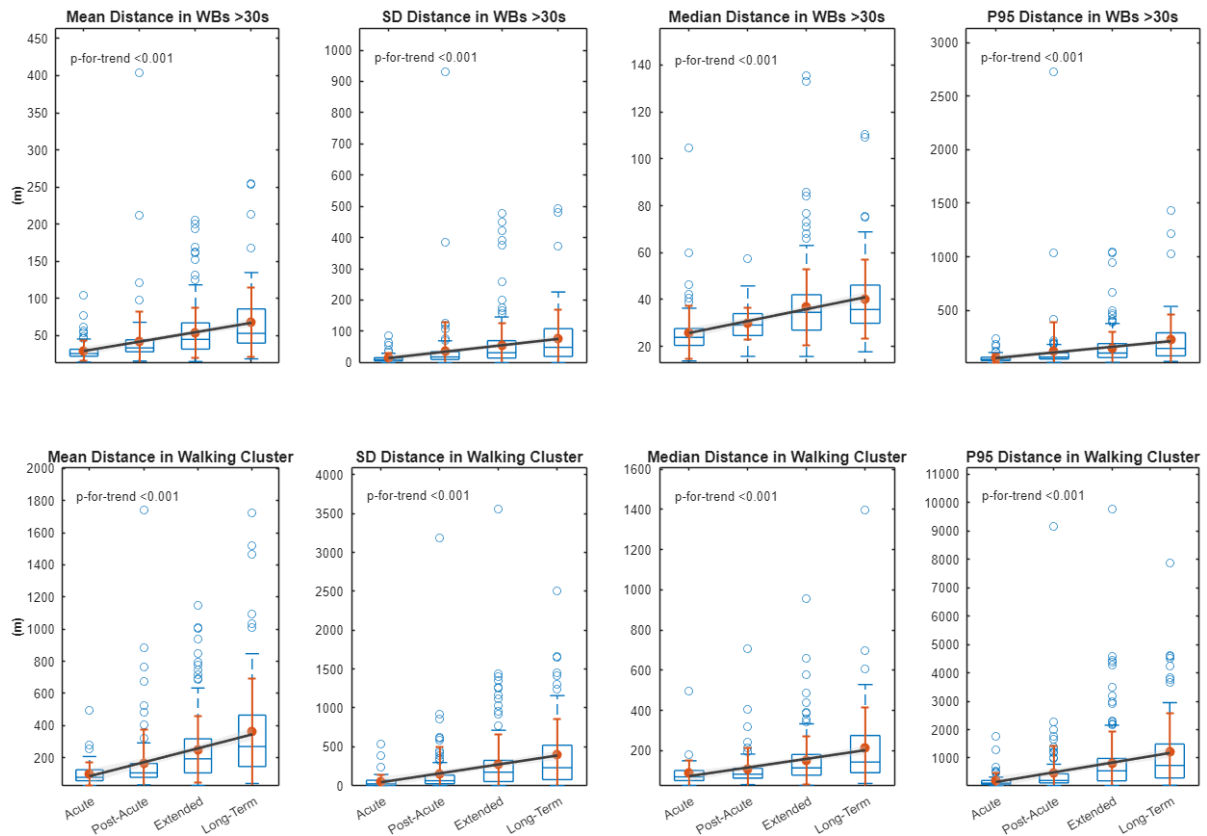 Mean Distance in WBs >30s
SD Distance in WBs >30s
Median Distance in WBs >30s
P95 Distance in WBs >30s
p-for-trend <0.001
p-for-trend <0.001
p-for-trend <0.001
p-for-trend <0.001
(m)
450
400
350
300
250
200
150
100
50
1000
900
800
700
600
500
400
300
200
100
0
140
120
100
80
60
40
20
3000
2500
2000
1500
1000
500
Mean Distance in Walking Cluster
SD Distance in Walking Cluster
Median Distance in Walking Cluster
P95 Distance in Walking Cluster
p-for-trend <0.001
p-for-trend <0.001
p-for-trend <0.001
p-for-trend <0.001
(m)
2000
1800
1600
1400
1200
1000
800
600
400
200
4000
3500
3000
2500
2000
1500
1000
500
0
1600
1400
1200
1000
800
600
400
200
11000
10000
9000
8000
7000
6000
5000
4000
3000
2000
1000
Acute
Post-Acute
Extended
Long-Term
Acute
Post-Acute
Extended
Long-Term
Acute
Post-Acute
Extended
Long-Term
Acute
Post-Acute
Extended
Long-Term